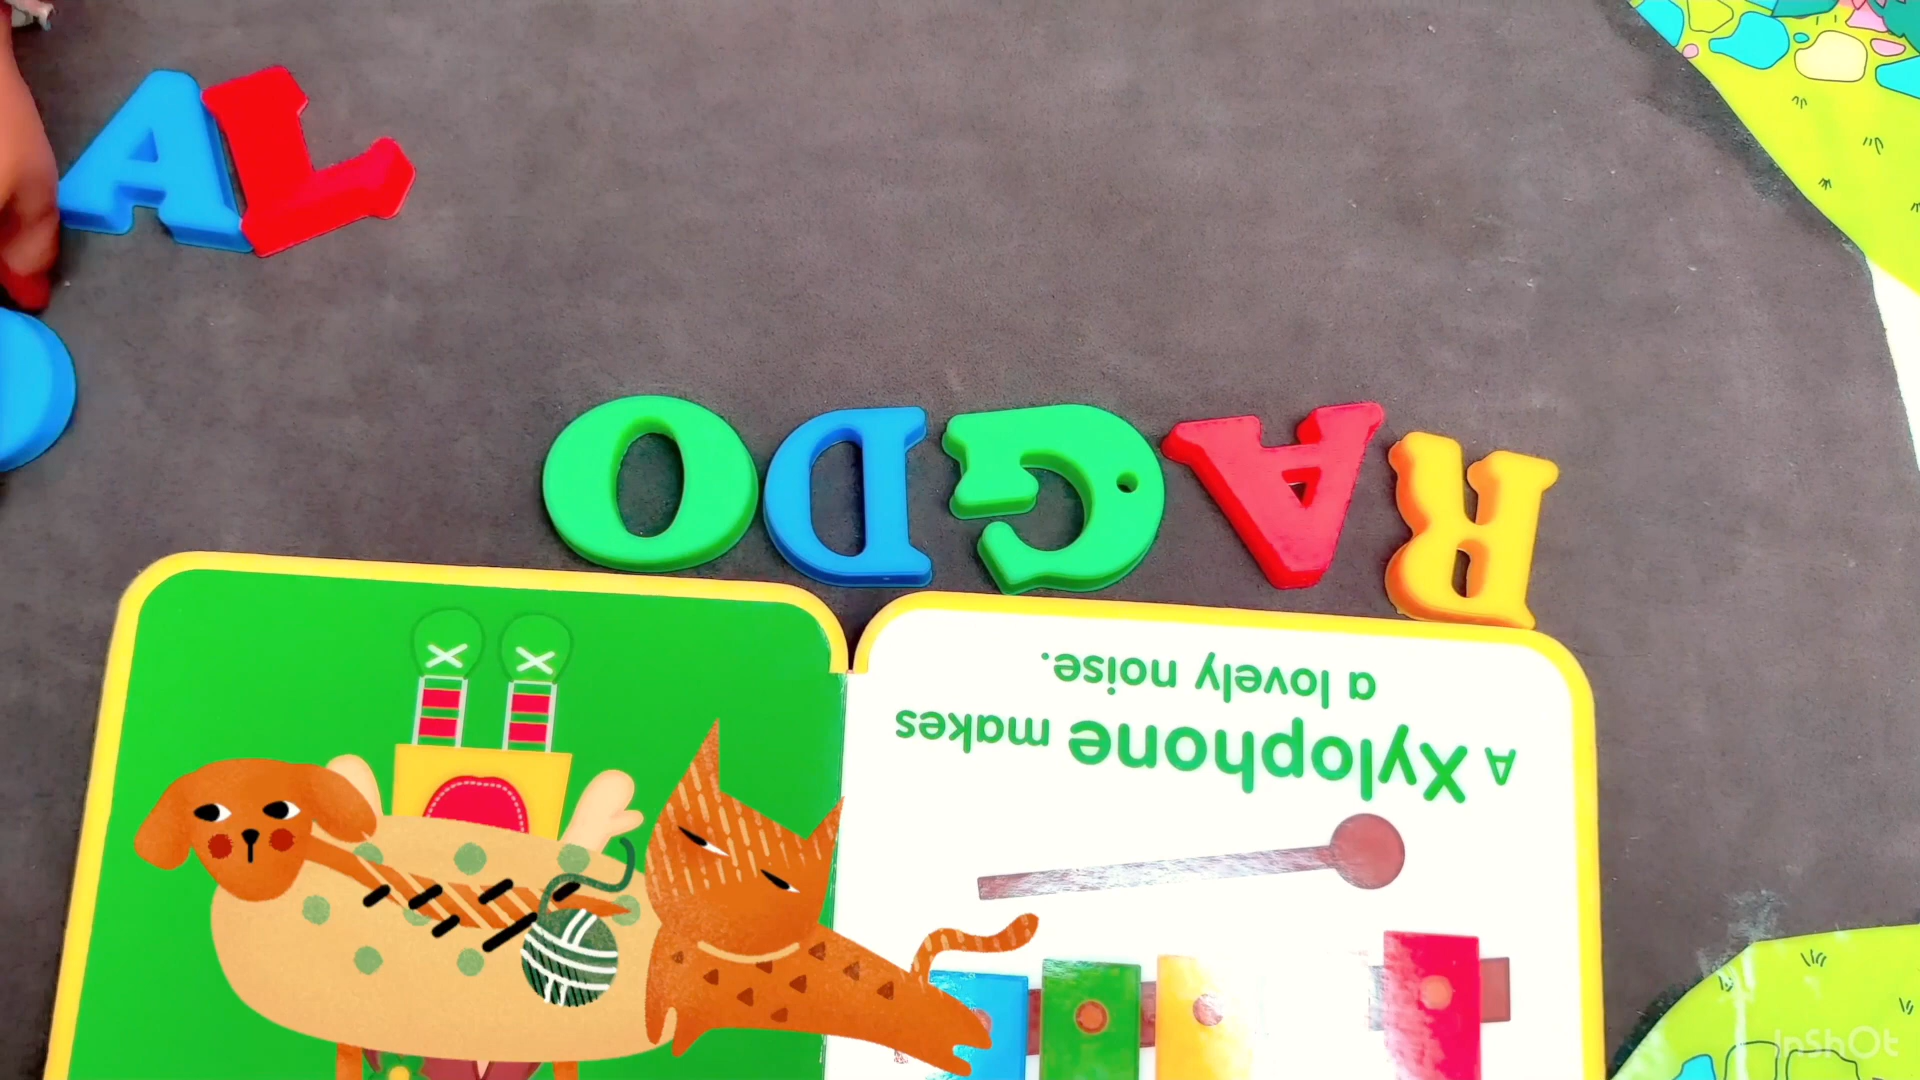 AL
RAGDO
A Xylophone makes
a lovely noise.
InShOt